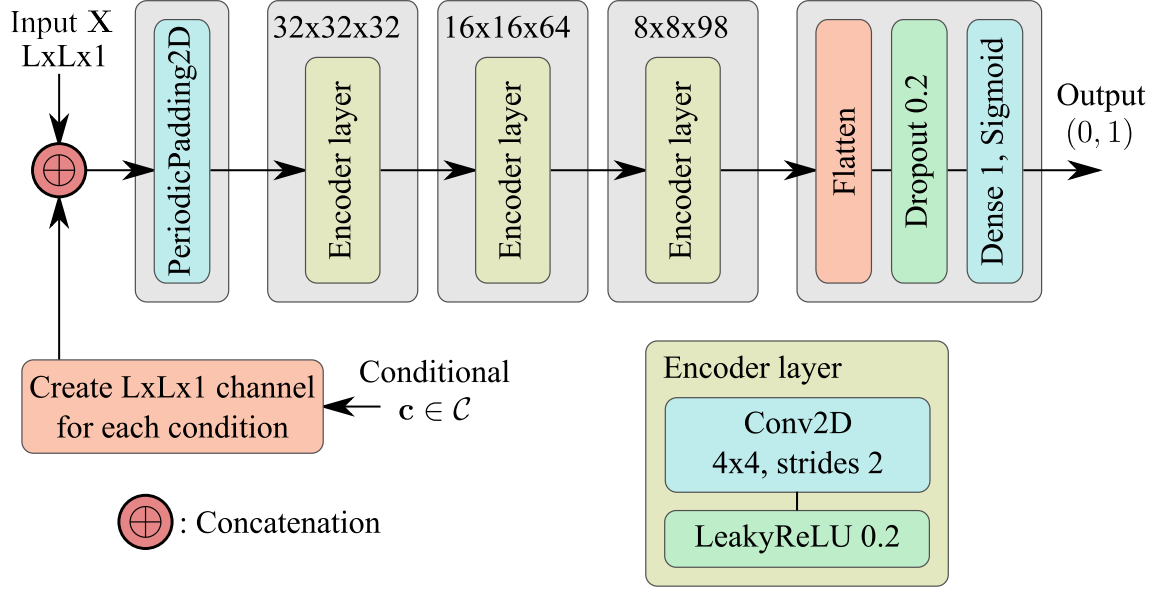 Input X
LxLx1
PeriodicPadding2D
32x32x32
Encoder layer
16x16x64
Encoder layer
8x8x98
Encoder layer
Flatten
Dropout 0.2
Dense 1, Sigmoid
Output
(0, 1)
Create LxLx1 channel
for each condition
Conditional
c ∈ 𝒞
: Concatenation
Encoder layer
Conv2D
4x4, strides 2
LeakyReLU 0.2